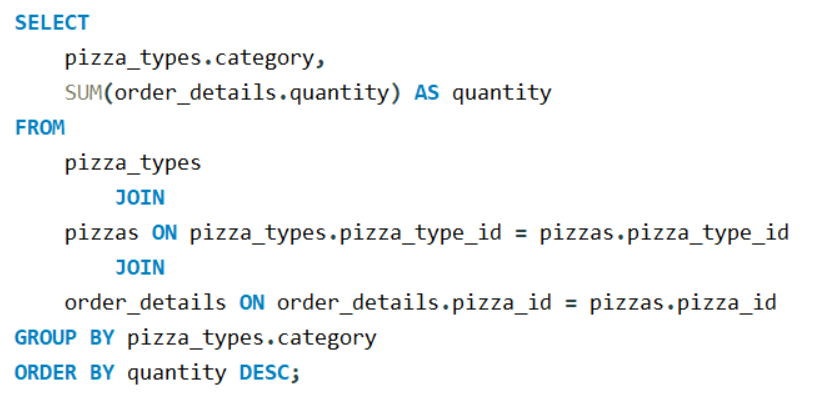 SELECT
pizza_types.category,
SUM(order_details.quantity) AS quantity
FROM
pizza_types
JOIN
pizzas ON pizza_types.pizza_type_id = pizzas.pizza_type_id
JOIN
order_details ON order_details.pizza_id = pizzas.pizza_id
GROUP BY pizza_types.category
ORDER BY quantity DESC;